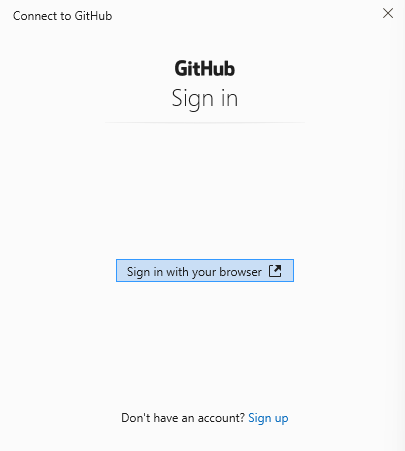 Connect to GitHub
GitHub
Sign in
Sign in with your browser
Don't have an account? Sign up